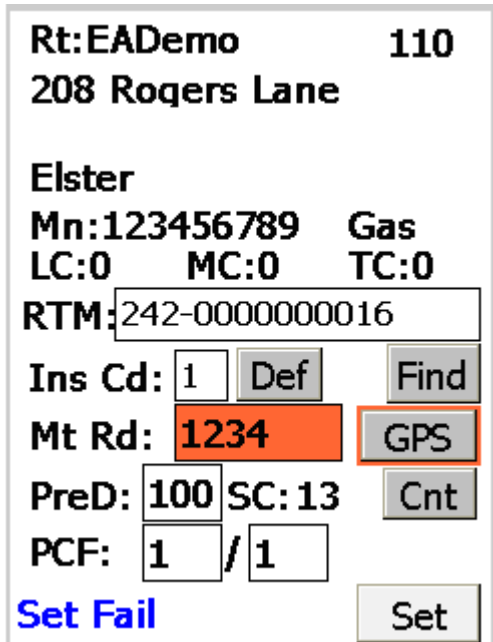 Rt:EADemo 110
208 Rogers Lane
Elster
Mn:123456789 Gas
LC:0 MC:0 TC:0
RTM:242-0000000016
Ins Cd: 1 Def Find
Mt Rd: 1234 GPS
PreD: 100 SC:13 Cnt
PCF: 1 / 1
Set Fail Set